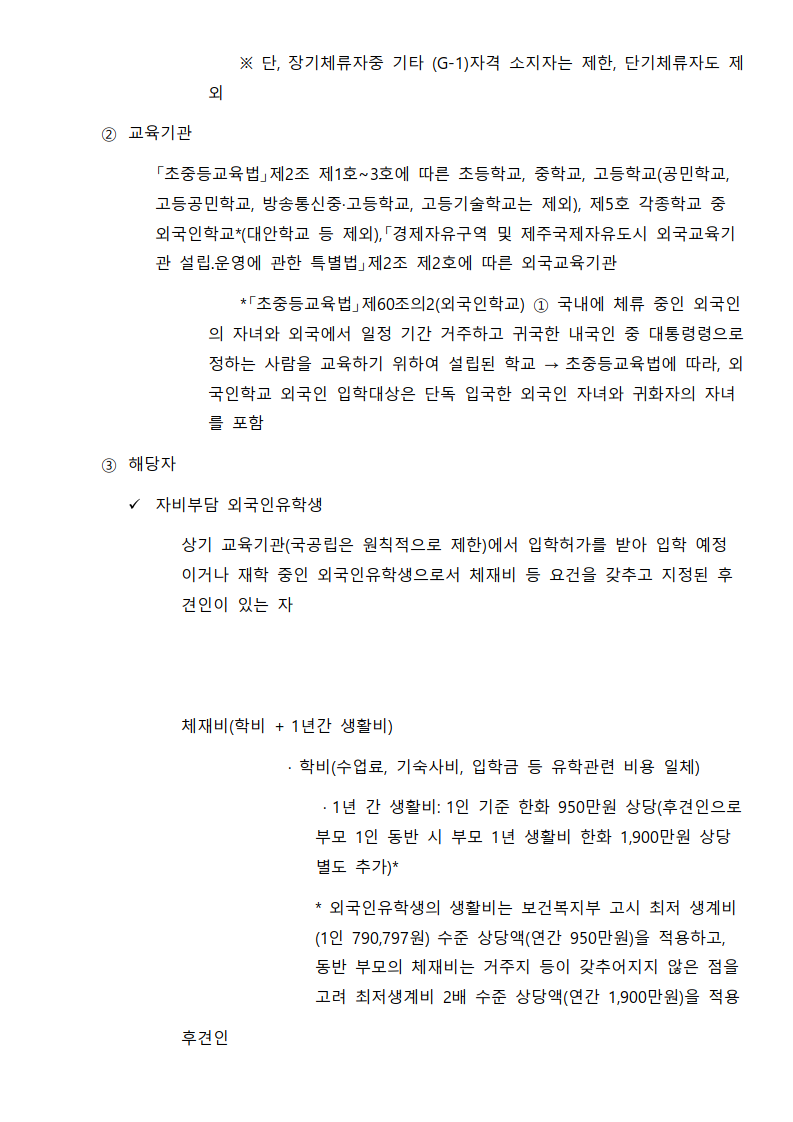 ※ 단, 장기체류자중 기타 (G-1)자격 소지자는 제한, 단기체류자도 제
외
② 교육기관
「초중등교육법」제2조 제1호~3호에 따른 초등학교, 중학교, 고등학교(공민학교,
고등공민학교, 방송통신중·고등학교, 고등기술학교는 제외), 제5호 각종학교 중
외국인학교*(대안학교 등 제외),「경제자유구역 및 제주국제자유도시 외국교육기
관 설립.운영에 관한 특별법」제2조 제2호에 따른 외국교육기관
*「초중등교육법」제60조의2(외국인학교) ① 국내에 체류 중인 외국인
의 자녀와 외국에서 일정 기간 거주하고 귀국한 내국인 중 대통령령으로
정하는 사람을 교육하기 위하여 설립된 학교 → 초중등교육법에 따라, 외
국인학교 외국인 입학대상은 단독 입국한 외국인 자녀와 귀화자의 자녀
를 포함
③ 해당자
✓ 자비부담 외국인유학생
상기 교육기관(국공립은 원칙적으로 제한)에서 입학허가를 받아 입학 예정
이거나 재학 중인 외국인유학생으로서 체재비 등 요건을 갖추고 지정된 후
견인이 있는 자
체재비(학비 + 1년간 생활비)
· 학비(수업료, 기숙사비, 입학금 등 유학관련 비용 일체)
· 1년 간 생활비: 1인 기준 한화 950만원 상당(후견인으로
부모 1인 동반 시 부모 1년 생활비 한화 1,900만원 상당
별도 추가)*
* 외국인유학생의 생활비는 보건복지부 고시 최저 생계비
(1인 790,797원) 수준 상당액(연간 950만원)을 적용하고,
동반 부모의 체재비는 거주지 등이 갖추어지지 않은 점을
고려 최저생계비 2배 수준 상당액(연간 1,900만원)을 적용
후견인